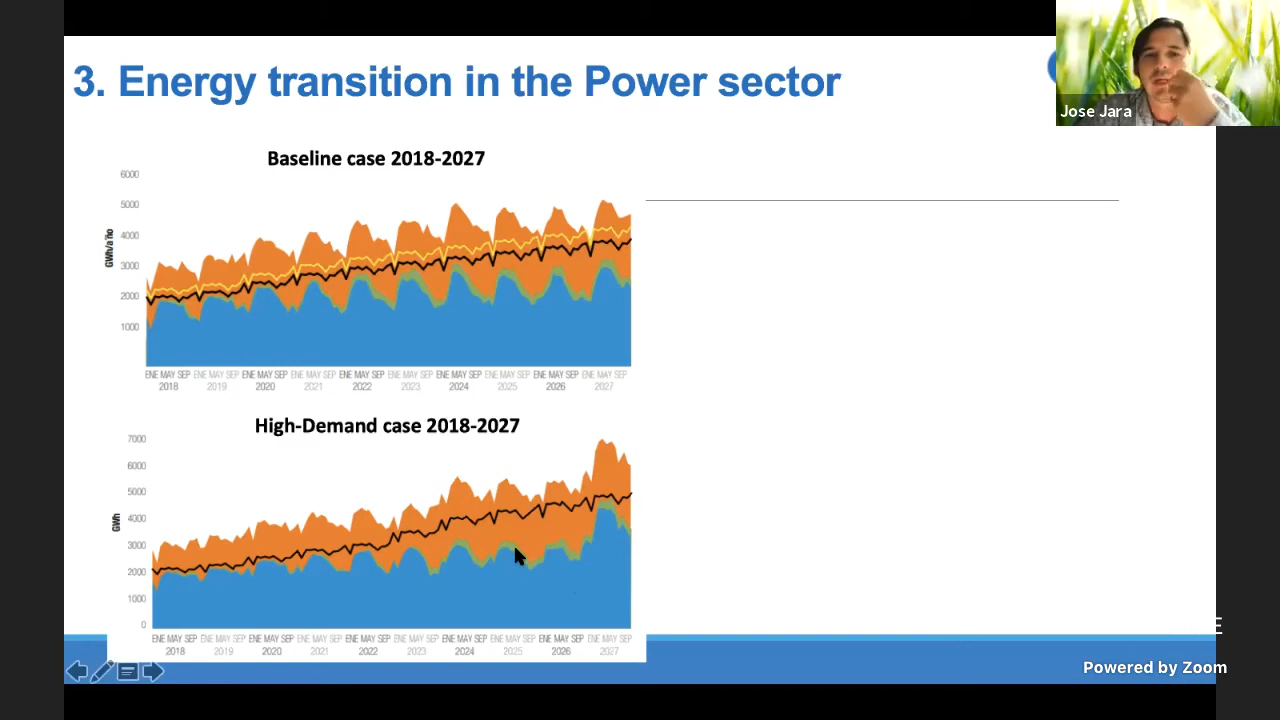 3. Energy transition in the Power sector
Jose Jara
Baseline case 2018-2027
6000
5000
4000
3000
2000
1000
GWh/año
ENE MAY SEP ENE MAY SEP ENE MAY SEP ENE MAY SEP ENE MAY SEP ENE MAY SEP ENE MAY SEP ENE MAY SEP ENE MAY SEP ENE MAY SEP
2018 2019 2020 2021 2022 2023 2024 2025 2026 2027
High-Demand case 2018-2027
7000
6000
5000
4000
3000
2000
1000
0
GWh
ENE MAY SEP ENE MAY SEP ENE MAY SEP ENE MAY SEP ENE MAY SEP ENE MAY SEP ENE MAY SEP ENE MAY SEP ENE MAY SEP ENE MAY SEP
2018 2019 2020 2021 2022 2023 2024 2025 2026 2027
E
Powered by Zoom